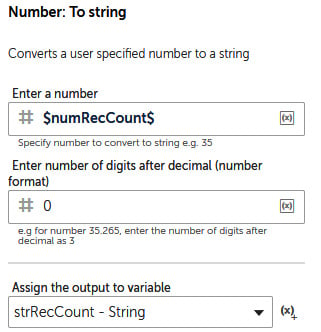 Number: To string
Converts a user specified number to a string
Enter a number
# $numRecCount$ (x)
Specify number to convert to string e.g. 35
Enter number of digits after decimal (number
format)
# 0 (x)
e.g for number 35.265, enter the number of digits after
decimal as 3
Assign the output to variable
strRecCount - String (x)+